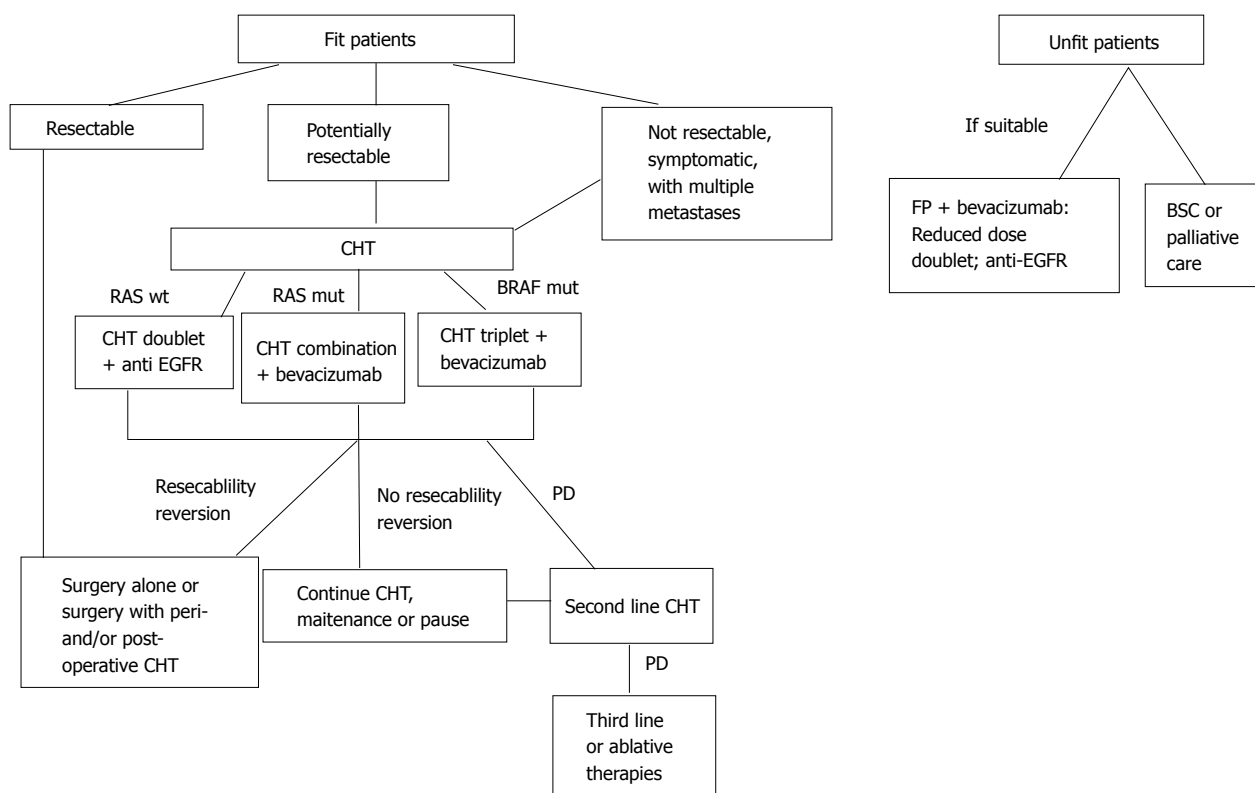 Fit patients
Unfit patients
Resectable
Potentially
resectable
Not resectable,
symptomatic,
with multiple
metastases
If suitable
FP + bevacizumab:
Reduced dose
doublet; anti-EGFR
BSC or
palliative
care
CHT
RAS wt
RAS mut
BRAF mut
CHT doublet
+ anti EGFR
CHT combination
+ bevacizumab
CHT triplet +
bevacizumab
Resecablility
reversion
No resecablility
reversion
PD
Surgery alone or
surgery with peri-
and/or post-
operative CHT
Continue CHT,
maitenance or pause
Second line CHT
PD
Third line
or ablative
therapies